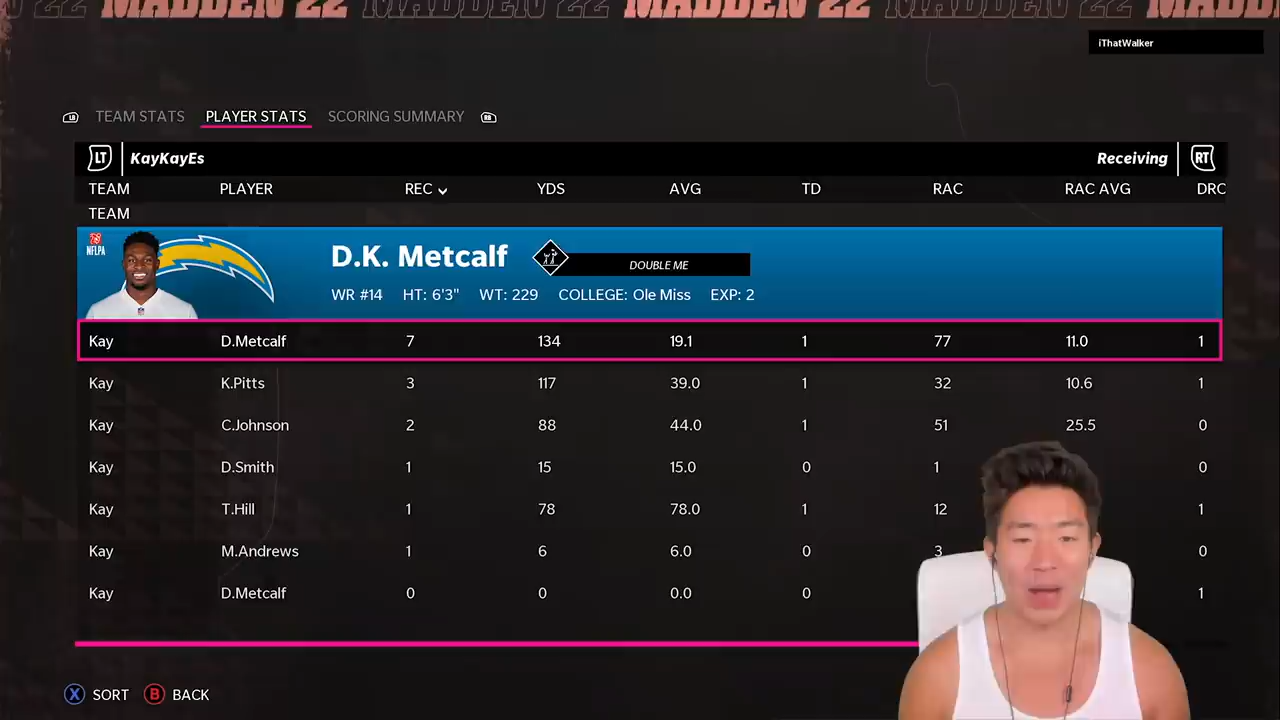 N 22 MADDEN 22 MADDEN 22 MADDEN 22 MADDEN 22 MADD
iThatWalker
LB TEAM STATS PLAYER STATS SCORING SUMMARY RB
LT KayKayEs Receiving RT
TEAM PLAYER REC YDS AVG TD RAC RAC AVG DRO
TEAM
NFLPA D.K. Metcalf DOUBLE ME
WR #14 HT: 6'3" WT: 229 COLLEGE: Ole Miss EXP: 2
Kay D.Metcalf 7 134 19.1 1 77 11.0 1
Kay K.Pitts 3 117 39.0 1 32 10.6 1
Kay C.Johnson 2 88 44.0 1 51 25.5 0
Kay D.Smith 1 15 15.0 0 1 0
Kay T.Hill 1 78 78.0 1 12 1
Kay M.Andrews 1 6 6.0 0 3 0
Kay D.Metcalf 0 0 0.0 0 1
X SORT B BACK